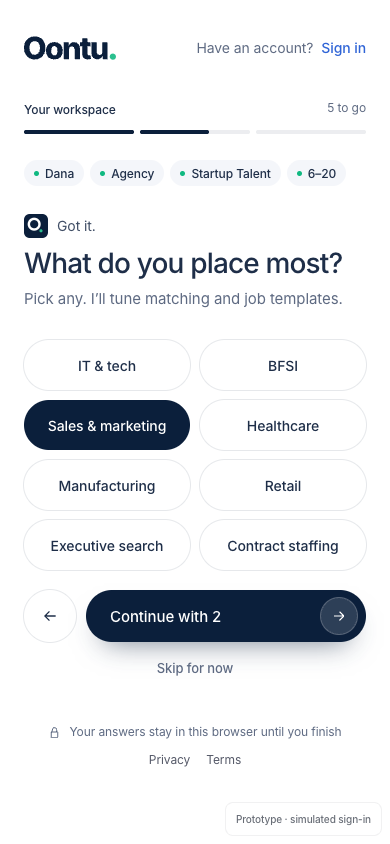 Oontu.
Have an account? Sign in
Your workspace
5 to go
Dana
Agency
Startup Talent
6–20
Got it.
What do you place most?
Pick any. I’ll tune matching and job templates.
IT & tech
BFSI
Sales & marketing
Healthcare
Manufacturing
Retail
Executive search
Contract staffing
Continue with 2
Skip for now
Your answers stay in this browser until you finish
Privacy
Terms
Prototype · simulated sign-in